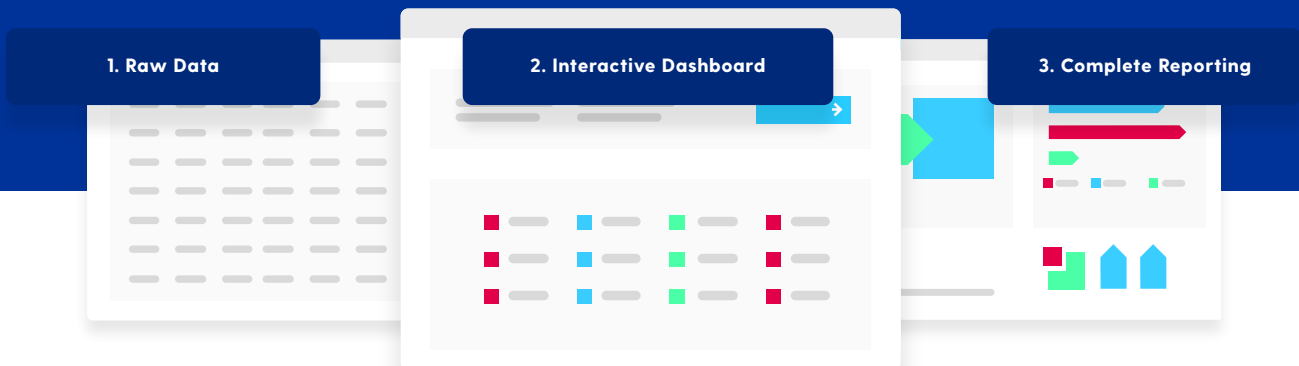 1. Raw Data
2. Interactive Dashboard
3. Complete Reporting